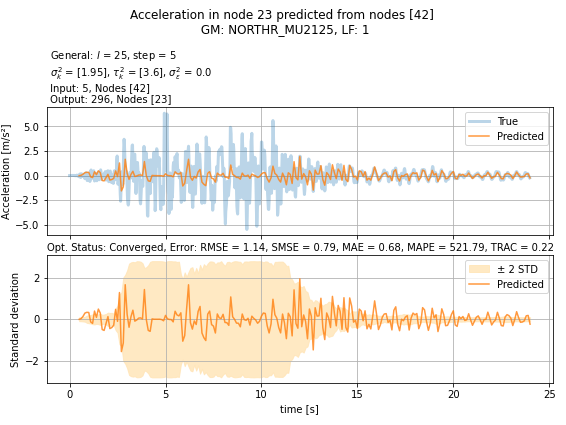 Acceleration in node 23 predicted from nodes [42]
GM: NORTHR_MU2125, LF: 1
General: l = 25, step = 5
σ²ₖ = [1.95], τ²ₖ = [3.6], σ²ε = 0.0
Input: 5, Nodes [42]
Output: 296, Nodes [23]
True
Predicted
Acceleration [m/s²]
5.0
2.5
0.0
−2.5
−5.0
Opt. Status: Converged, Error: RMSE = 1.14, SMSE = 0.79, MAE = 0.68, MAPE = 521.79, TRAC = 0.22
± 2 STD
Predicted
Standard deviation
2
0
−2
0
5
10
15
20
25
time [s]